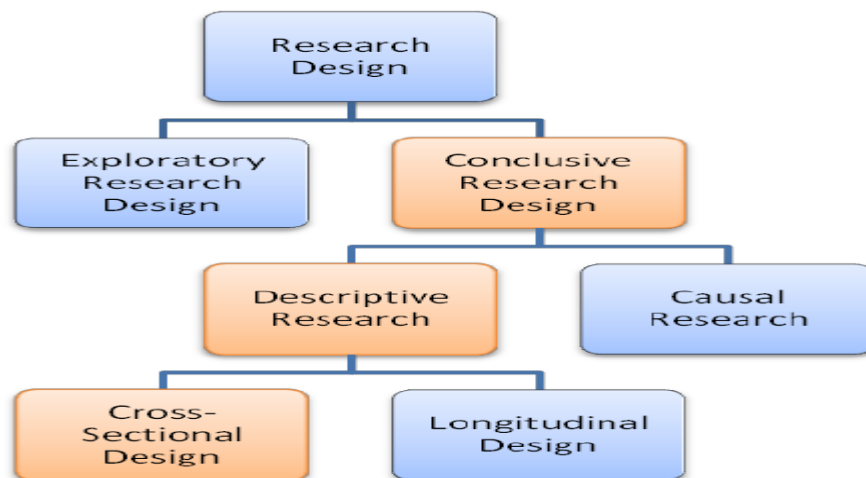 Research
Design
Exploratory
Research
Design
Conclusive
Research
Design
Descriptive
Research
Causal
Research
Cross-
Sectional
Design
Longitudinal
Design